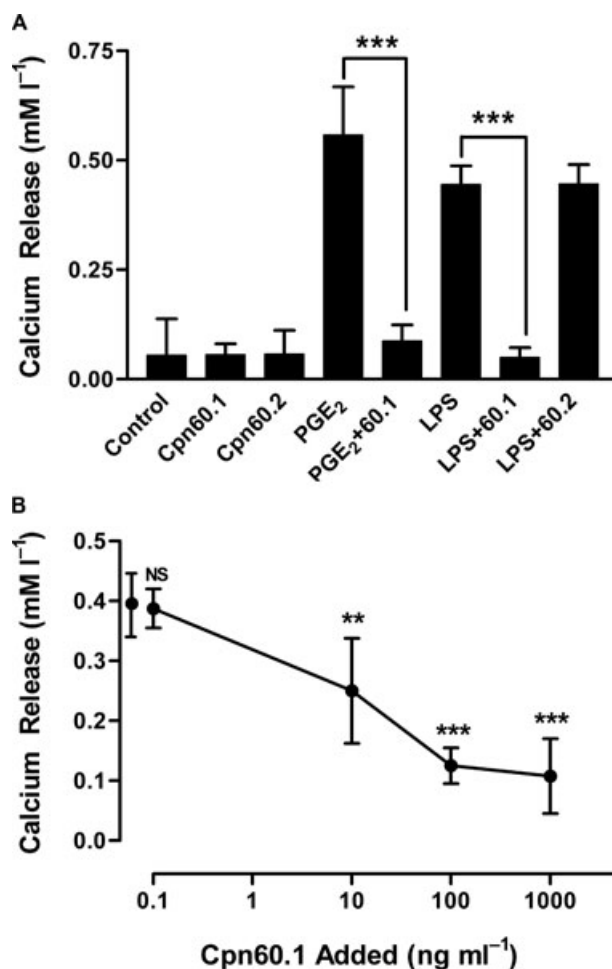 A
Calcium Release (mM l⁻¹)
0.75
0.50
0.25
0.00
***
***
Control
Cpn60.1
Cpn60.2
PGE₂
PGE₂+60.1
LPS
LPS+60.1
LPS+60.2
B
Calcium Release (mM l⁻¹)
0.5
0.4
0.3
0.2
0.1
0.0
NS
**
***
***
0.1 1 10 100 1000
Cpn60.1 Added (ng ml⁻¹)